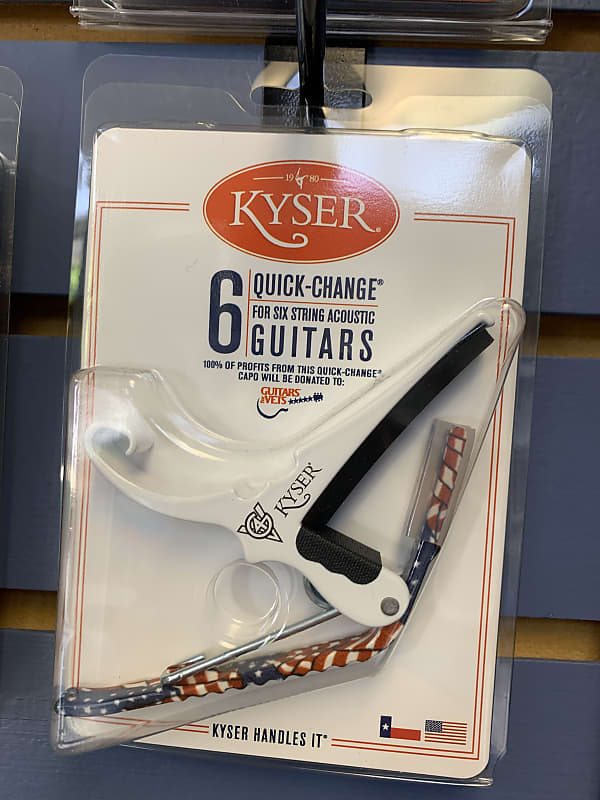 19 80
KYSER®
6
QUICK-CHANGE®
FOR SIX STRING ACOUSTIC
GUITARS
100% OF PROFITS FROM THIS QUICK-CHANGE®
CAPO WILL BE DONATED TO:
GUITARS
FOR VETS
KYSER®
KYSER HANDLES IT®